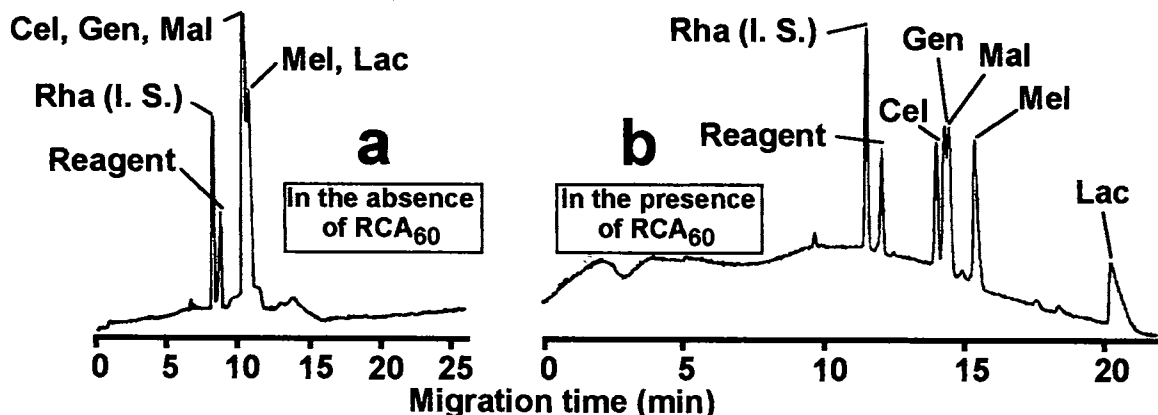 Cel, Gen, Mal
Mel, Lac
Rha (I. S.)
Reagent
a
In the absence
of RCA60
0 5 10 15 20 25
Rha (I. S.)
Gen
Mal
Cel
Mel
Reagent
b
In the presence
of RCA60
Lac
0 5 10 15 20
Migration time (min)